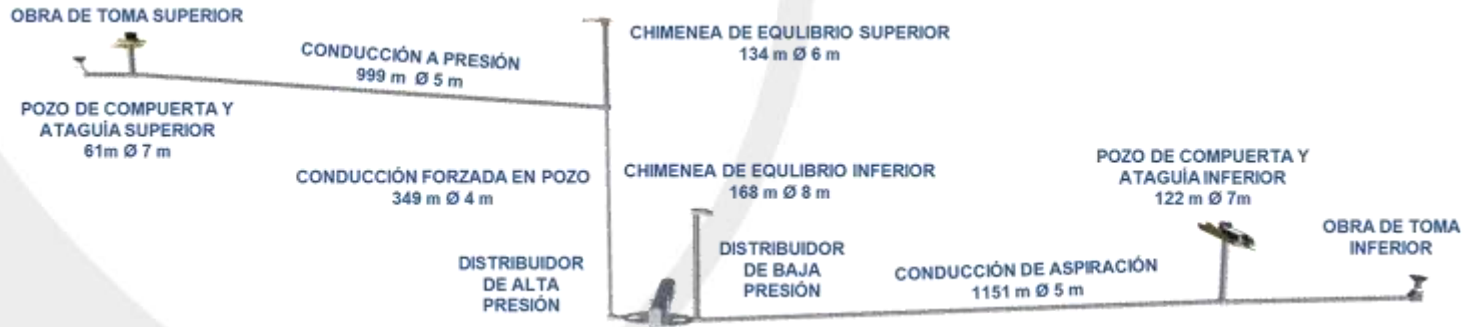 OBRA DE TOMA SUPERIOR
CONDUCCIÓN A PRESIÓN
999 m Ø 5 m
CHIMENEA DE EQULIBRIO SUPERIOR
134 m Ø 6 m
POZO DE COMPUERTA Y
ATAGUÍA SUPERIOR
61m Ø 7 m
CONDUCCIÓN FORZADA EN POZO
349 m Ø 4 m
CHIMENEA DE EQULIBRIO INFERIOR
168 m Ø 8 m
POZO DE COMPUERTA Y
ATAGUÍA INFERIOR
122 m Ø 7m
OBRA DE TOMA
INFERIOR
DISTRIBUIDOR
DE ALTA
PRESIÓN
DISTRIBUIDOR
DE BAJA
PRESIÓN
CONDUCCIÓN DE ASPIRACIÓN
1151 m Ø 5 m